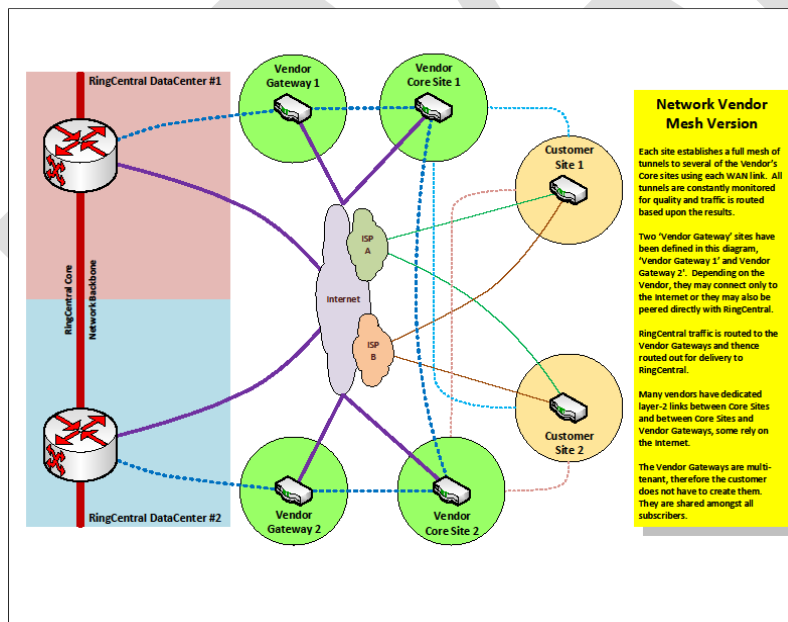 RingCentral DataCenter #1
Vendor
Gateway 1
Vendor
Core Site 1
Customer
Site 1
ISP
A
Internet
ISP
B
RingCentral Core
Network Backbone
Customer
Site 2
RingCentral DataCenter #2
Vendor
Gateway 2
Vendor
Core Site 2
Network Vendor
Mesh Version
Each site establishes a full mesh of
tunnels to several of the Vendor's
Core sites using each WAN link. All
tunnels are constantly monitored
for quality and traffic is routed
based upon the results.
Two 'Vendor Gateway' sites have
been defined in this diagram,
'Vendor Gateway 1' and Vendor
Gateway 2'. Depending on the
Vendor, they may connect only to
the Internet or they may also be
peered directly with RingCentral.
RingCentral traffic is routed to the
Vendor Gateways and thence
routed out for delivery to
RingCentral.
Many vendors have dedicated
layer-2 links between Core Sites
and between Core Sites and
Vendor Gateways, some rely on
the Internet.
The Vendor Gateways are multi-
tenant, therefore the customer
does not have to create them.
They are shared amongst all
subscribers.